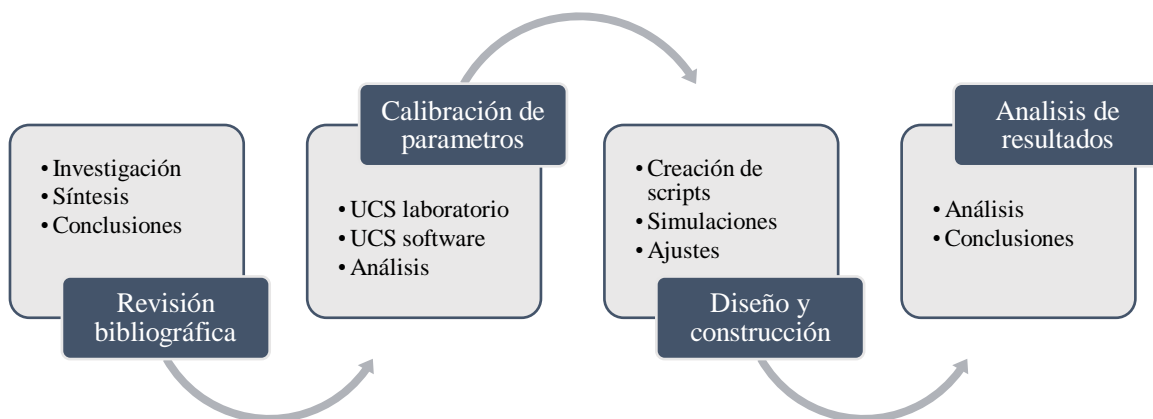 • Investigación
• Síntesis
• Conclusiones
Revisión
bibliográfica
Calibración de
parametros
• UCS laboratorio
• UCS software
• Análisis
• Creación de
scripts
• Simulaciones
• Ajustes
Diseño y
construcción
Analisis de
resultados
• Análisis
• Conclusiones